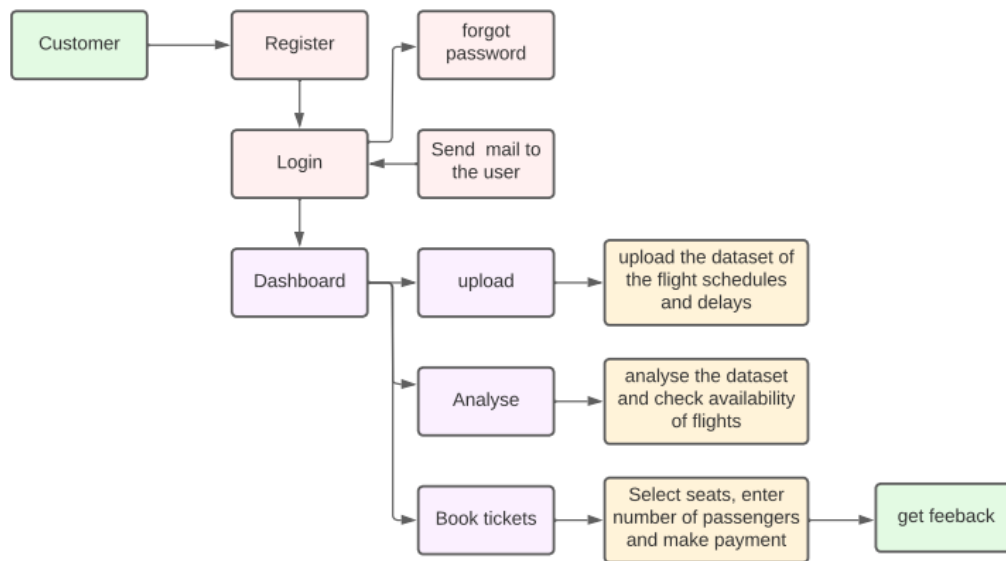 Customer
Register
forgot
password
Login
Send mail to
the user
Dashboard
upload
upload the dataset of
the flight schedules
and delays
Analyse
analyse the dataset
and check availability
of flights
Book tickets
Select seats, enter
number of passengers
and make payment
get feeback